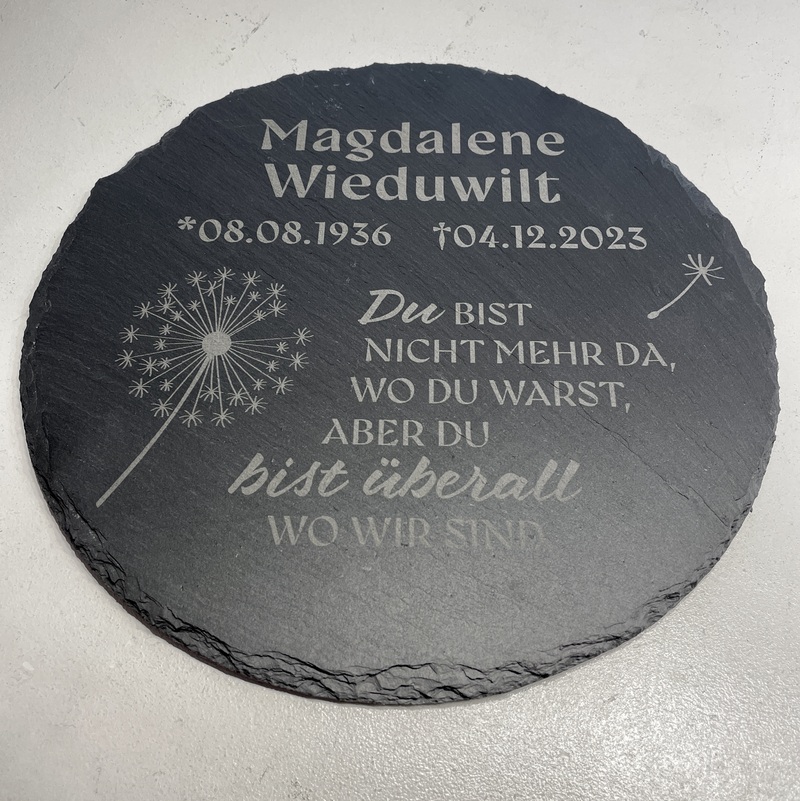 Magdalene
Wieduwilt
*08.08.1936 †04.12.2023
Du BIST
NICHT MEHR DA,
WO DU WARST,
ABER DU
bist überall
WO WIR SIND